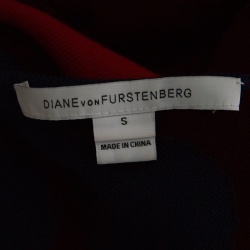 DIANE VON FURSTENBERG
S
MADE IN CHINA